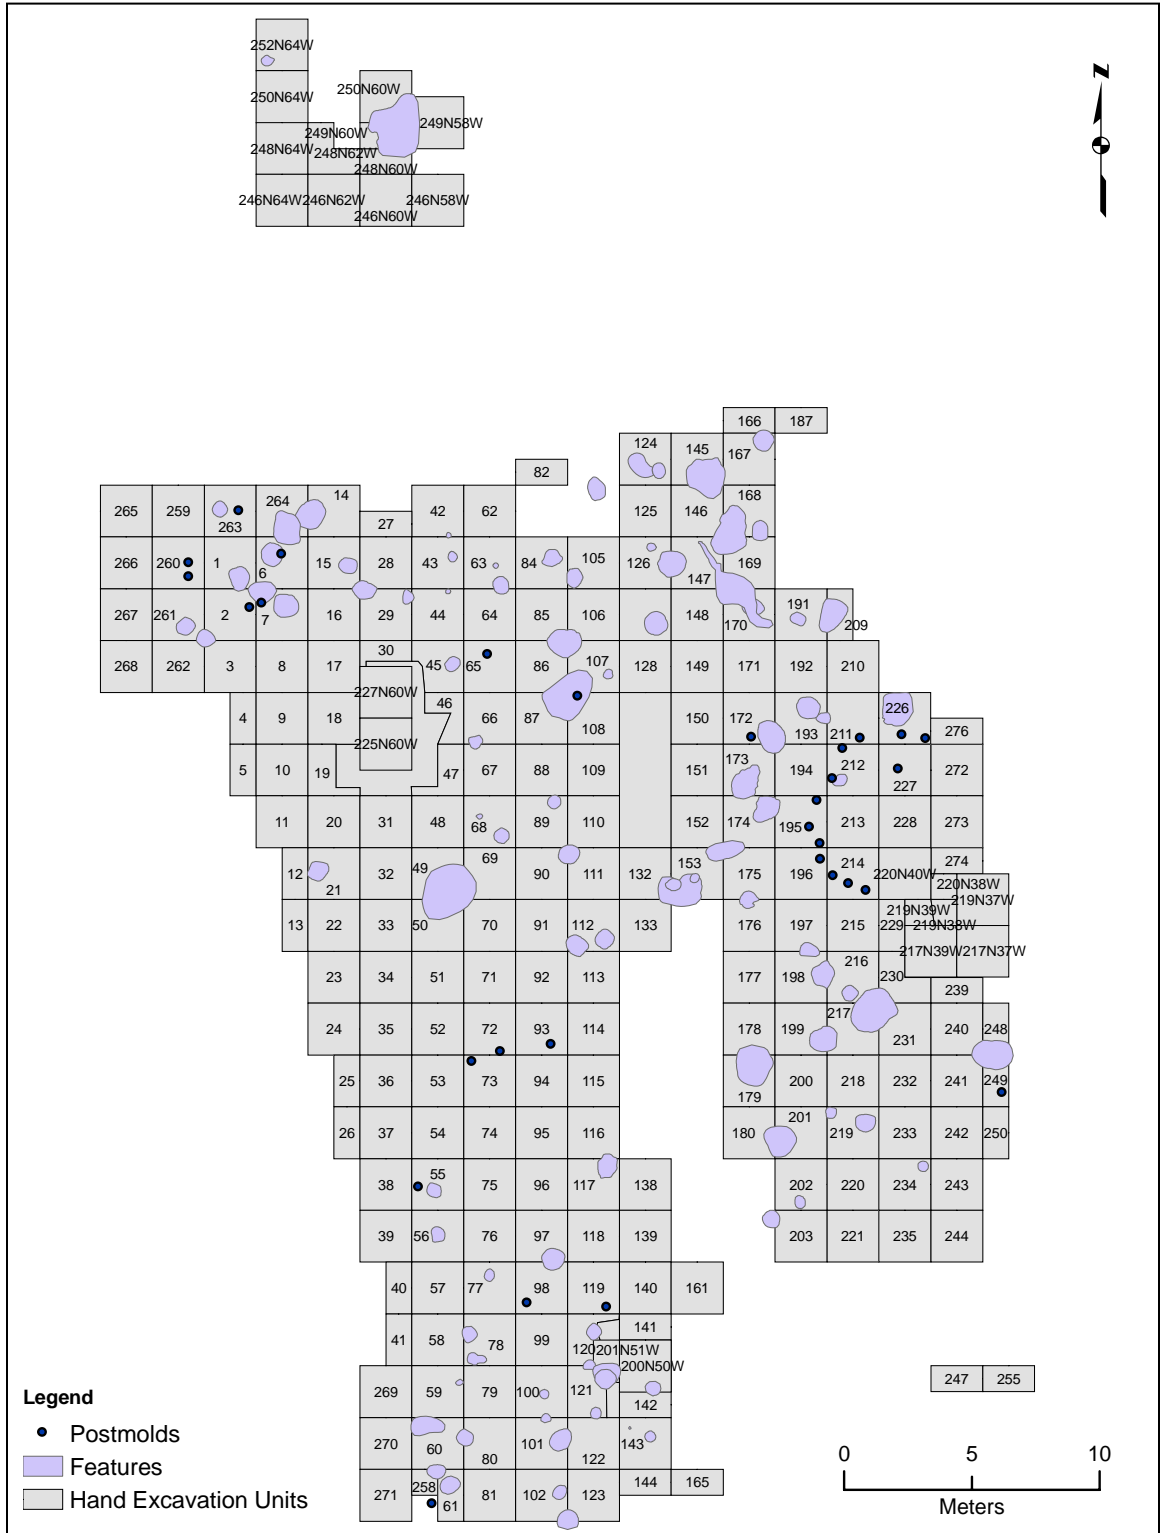 252N64W
250N60W
250N64W
249N58W
249N60W
248N64W 248N62W
248N60W
246N64W 246N62W 246N58W
246N60W
N
166 187
124 145 167
82
265 259 264 14 42 62 168
263 27 125 146
266 260 1 6 15 28 43 63 84 105 126 169
147
267 261 2 7 16 29 44 64 85 106 148 170 191 209
268 262 3 8 17 30 45 65 86 107 128 149 171 192 210
227N60W
4 9 18 46 66 87 108 150 172 193 211 226 276
225N60W
5 10 19 47 67 88 109 151 173 194 212 227 272
11 20 31 48 68 89 110 152 174 195 213 228 273
12 21 32 49 69 90 111 132 153 175 196 214 220N40W 274
220N38W
219N37W
219N39W
13 22 33 50 70 91 112 133 176 197 215 229 219N38W
217N39W 217N37W
23 34 51 71 92 113 177 198 216 230 239
24 35 52 72 93 114 178 199 217 231 240 248
25 36 53 73 94 115 179 200 218 232 241 249
26 37 54 74 95 116 180 201 219 233 242 250
38 55 75 96 117 138 202 220 234 243
39 56 76 97 118 139 203 221 235 244
40 57 77 98 119 140 161
41 58 78 99 120 141
201N51W
200N50W
269 59 79 100 121 142 247 255
270 60 80 101 122 143
271 258 61 81 102 123 144 165
Legend
Postmolds
Features
Hand Excavation Units
0 5 10
Meters